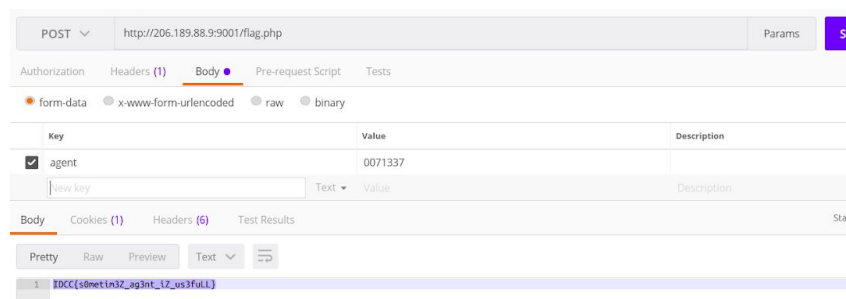 POST http://206.189.88.9:9001/flag.php Params S
Authorization Headers (1) Body Pre-request Script Tests
form-data x-www-form-urlencoded raw binary
Key Value Description
agent 0071337
New key Text Value Description
Body Cookies (1) Headers (6) Test Results Sta
Pretty Raw Preview Text
1 IDCC{s0metim3Z_ag3nt_iZ_us3fuLL}